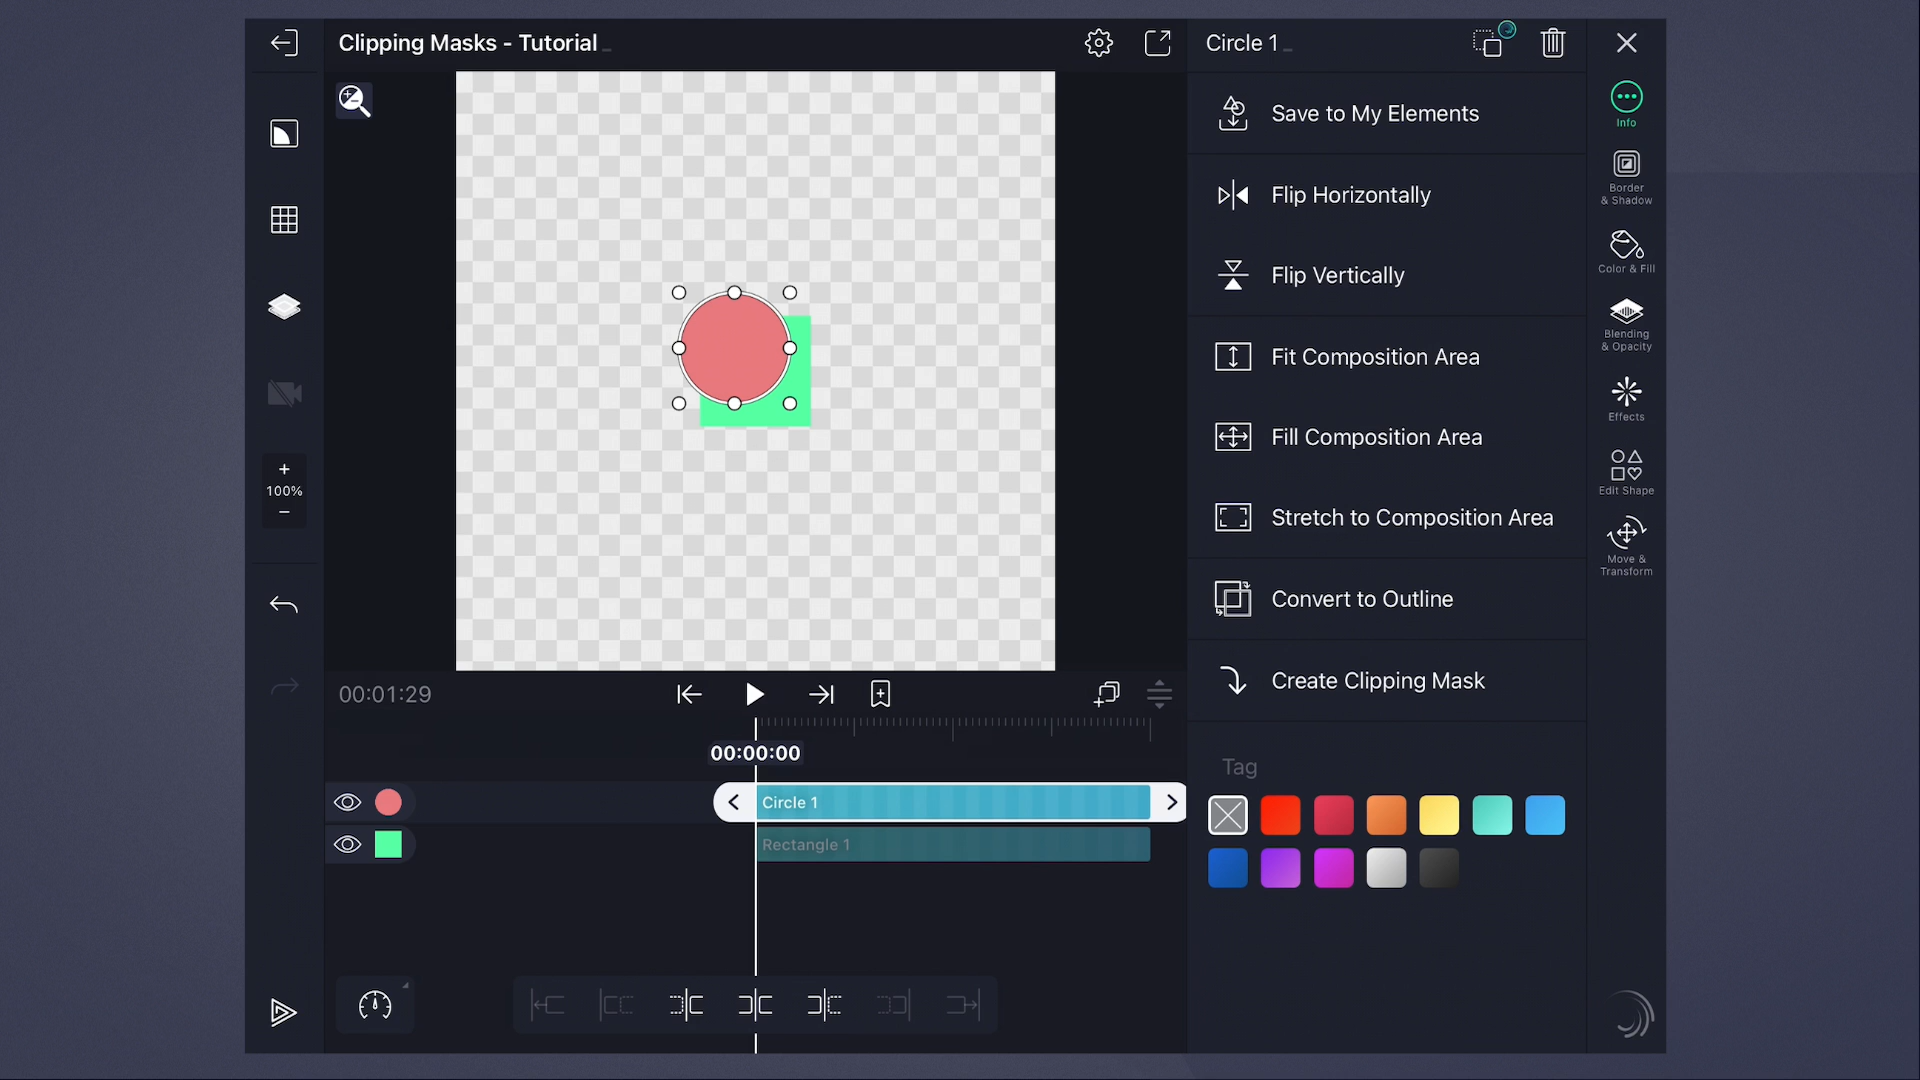 Clipping Masks - Tutorial
Circle 1
Save to My Elements
Flip Horizontally
Flip Vertically
Fit Composition Area
Fill Composition Area
Stretch to Composition Area
Convert to Outline
Create Clipping Mask
Tag
Info
Border
& Shadow
Color & Fill
Blending
& Opacity
Effects
Edit Shape
Move &
Transform
+
100%
−
00:01:29
00:00:00
Circle 1
Rectangle 1